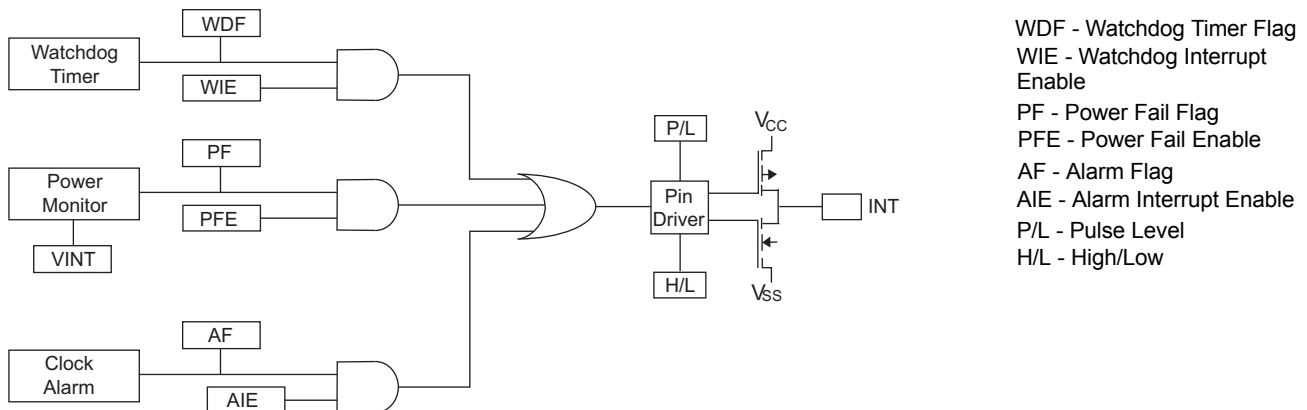 WDF
Watchdog
Timer
WIE
PF
Power
Monitor
PFE
VINT
AF
Clock
Alarm
AIE
P/L
Pin
Driver
H/L
VCC
VSS
INT
WDF - Watchdog Timer Flag
WIE - Watchdog Interrupt
Enable
PF - Power Fail Flag
PFE - Power Fail Enable
AF - Alarm Flag
AIE - Alarm Interrupt Enable
P/L - Pulse Level
H/L - High/Low